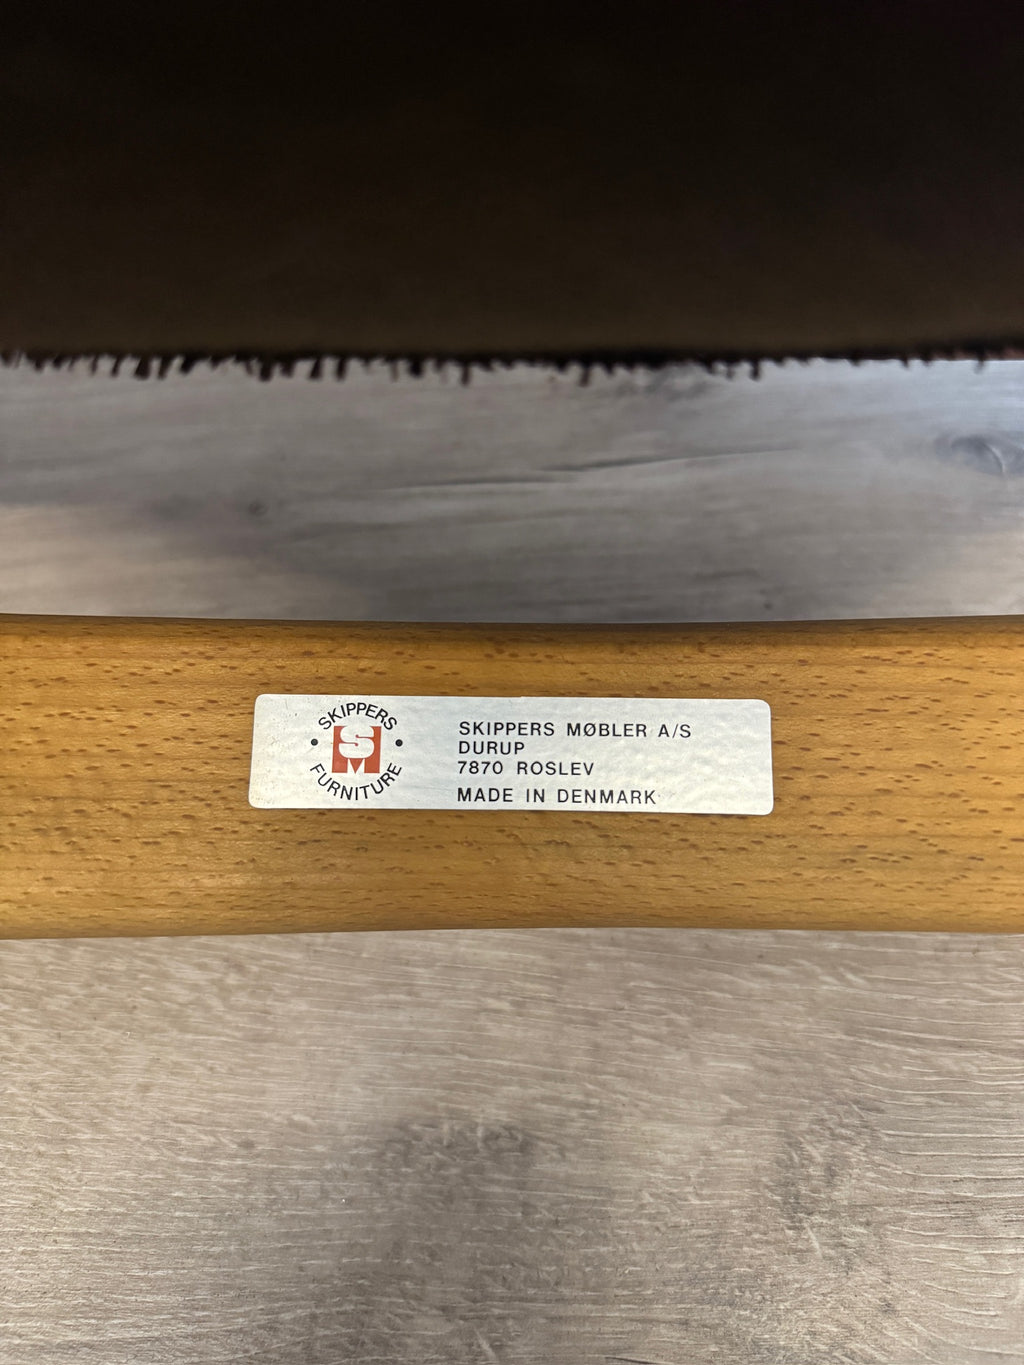 SKIPPERS
SM
FURNITURE
SKIPPERS MØBLER A/S
DURUP
7870 ROSLEV
MADE IN DENMARK